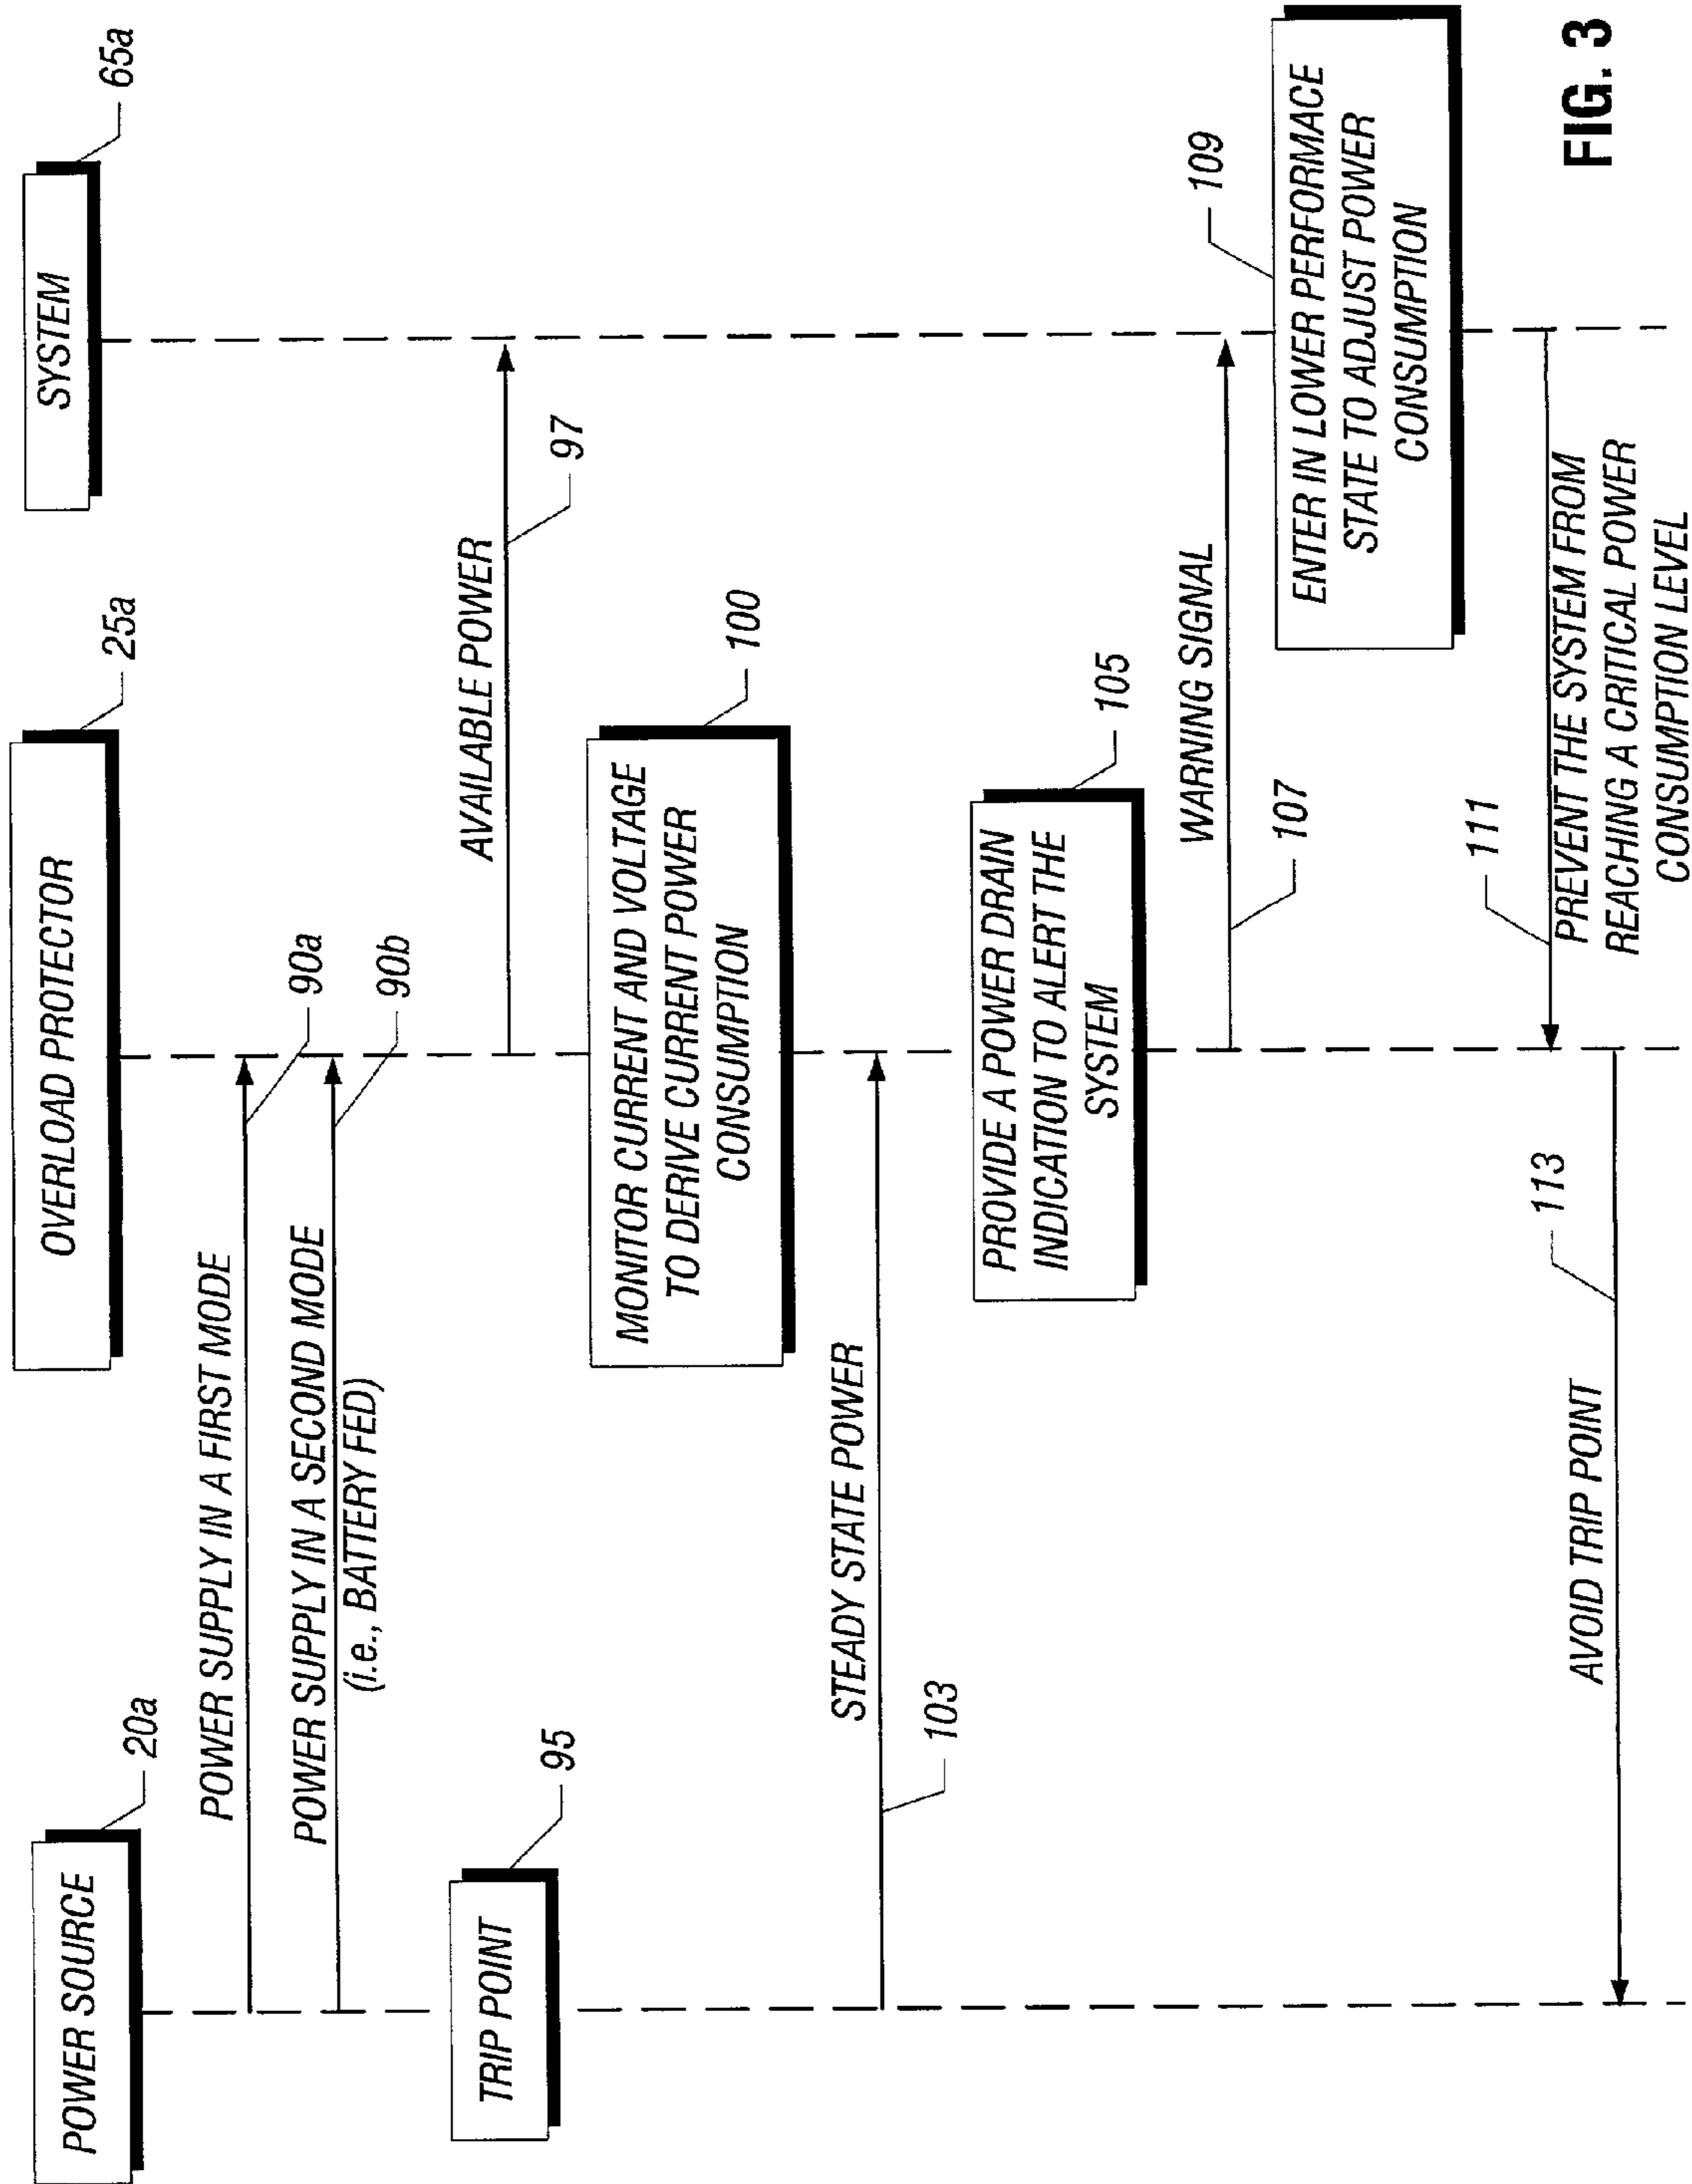 POWER SOURCE
20a
OVERLOAD PROTECTOR
25a
SYSTEM
65a
POWER SUPPLY IN A FIRST MODE
90a
POWER SUPPLY IN A SECOND MODE
(i.e., BATTERY FED)
90b
TRIP POINT
95
AVAILABLE POWER
97
MONITOR CURRENT AND VOLTAGE
TO DERIVE CURRENT POWER
CONSUMPTION
100
STEADY STATE POWER
103
PROVIDE A POWER DRAIN
INDICATION TO ALERT THE
SYSTEM
105
WARNING SIGNAL
107
ENTER IN LOWER PERFORMACE
STATE TO ADJUST POWER
CONSUMPTION
109
111
PREVENT THE SYSTEM FROM
REACHING A CRITICAL POWER
CONSUMPTION LEVEL
AVOID TRIP POINT
113
FIG. 3